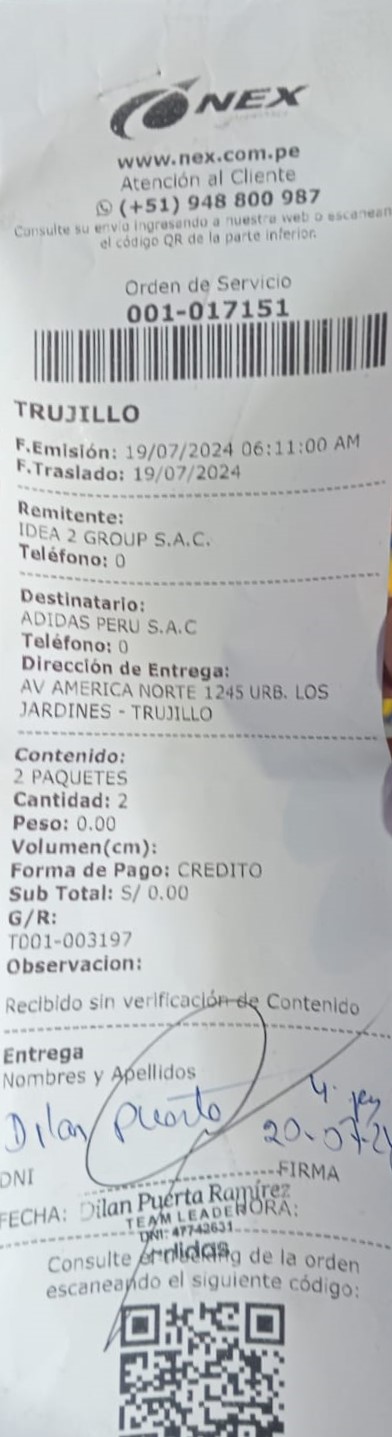 NEX
www.nex.com.pe
Atención al Cliente
(+51) 948 800 987
Consulte su envío ingresando a nuestra web o escanean
el código QR de la parte inferior.
Orden de Servicio
001-017151
TRUJILLO
F.Emisión: 19/07/2024 06:11:00 AM
F.Traslado: 19/07/2024
Remitente:
IDEA 2 GROUP S.A.C.
Teléfono: 0
Destinatario:
ADIDAS PERU S.A.C
Teléfono: 0
Dirección de Entrega:
AV AMERICA NORTE 1245 URB. LOS
JARDINES - TRUJILLO
Contenido:
2 PAQUETES
Cantidad: 2
Peso: 0.00
Volumen(cm):
Forma de Pago: CREDITO
Sub Total: S/ 0.00
G/R:
T001-003197
Observacion:
Recibido sin verificación de Contenido
Entrega
Nombres y Apellidos
Dilan Puerta
20-07-24
DNI
FIRMA
FECHA: Dilan Puerta Ramírez
TEAM LEADER HORA:
DNI: 47742631
adidas
Consulte el tracking de la orden
escaneando el siguiente código: